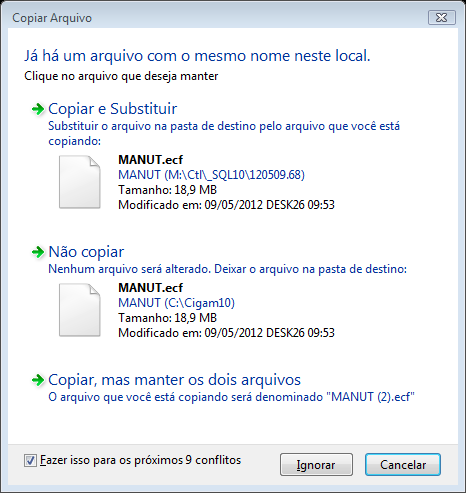 Copiar Arquivo
Já há um arquivo com o mesmo nome neste local.
Clique no arquivo que deseja manter
Copiar e Substituir
Substituir o arquivo na pasta de destino pelo arquivo que você está
copiando:
MANUT.ecf
MANUT (M:\Ctl\_SQL10\120509.68)
Tamanho: 18,9 MB
Modificado em: 09/05/2012 DESK26 09:53
Não copiar
Nenhum arquivo será alterado. Deixar o arquivo na pasta de destino:
MANUT.ecf
MANUT (C:\Cigam10)
Tamanho: 18,9 MB
Modificado em: 09/05/2012 DESK26 09:53
Copiar, mas manter os dois arquivos
O arquivo que você está copiando será denominado "MANUT (2).ecf"
Fazer isso para os próximos 9 conflitos
Ignorar
Cancelar